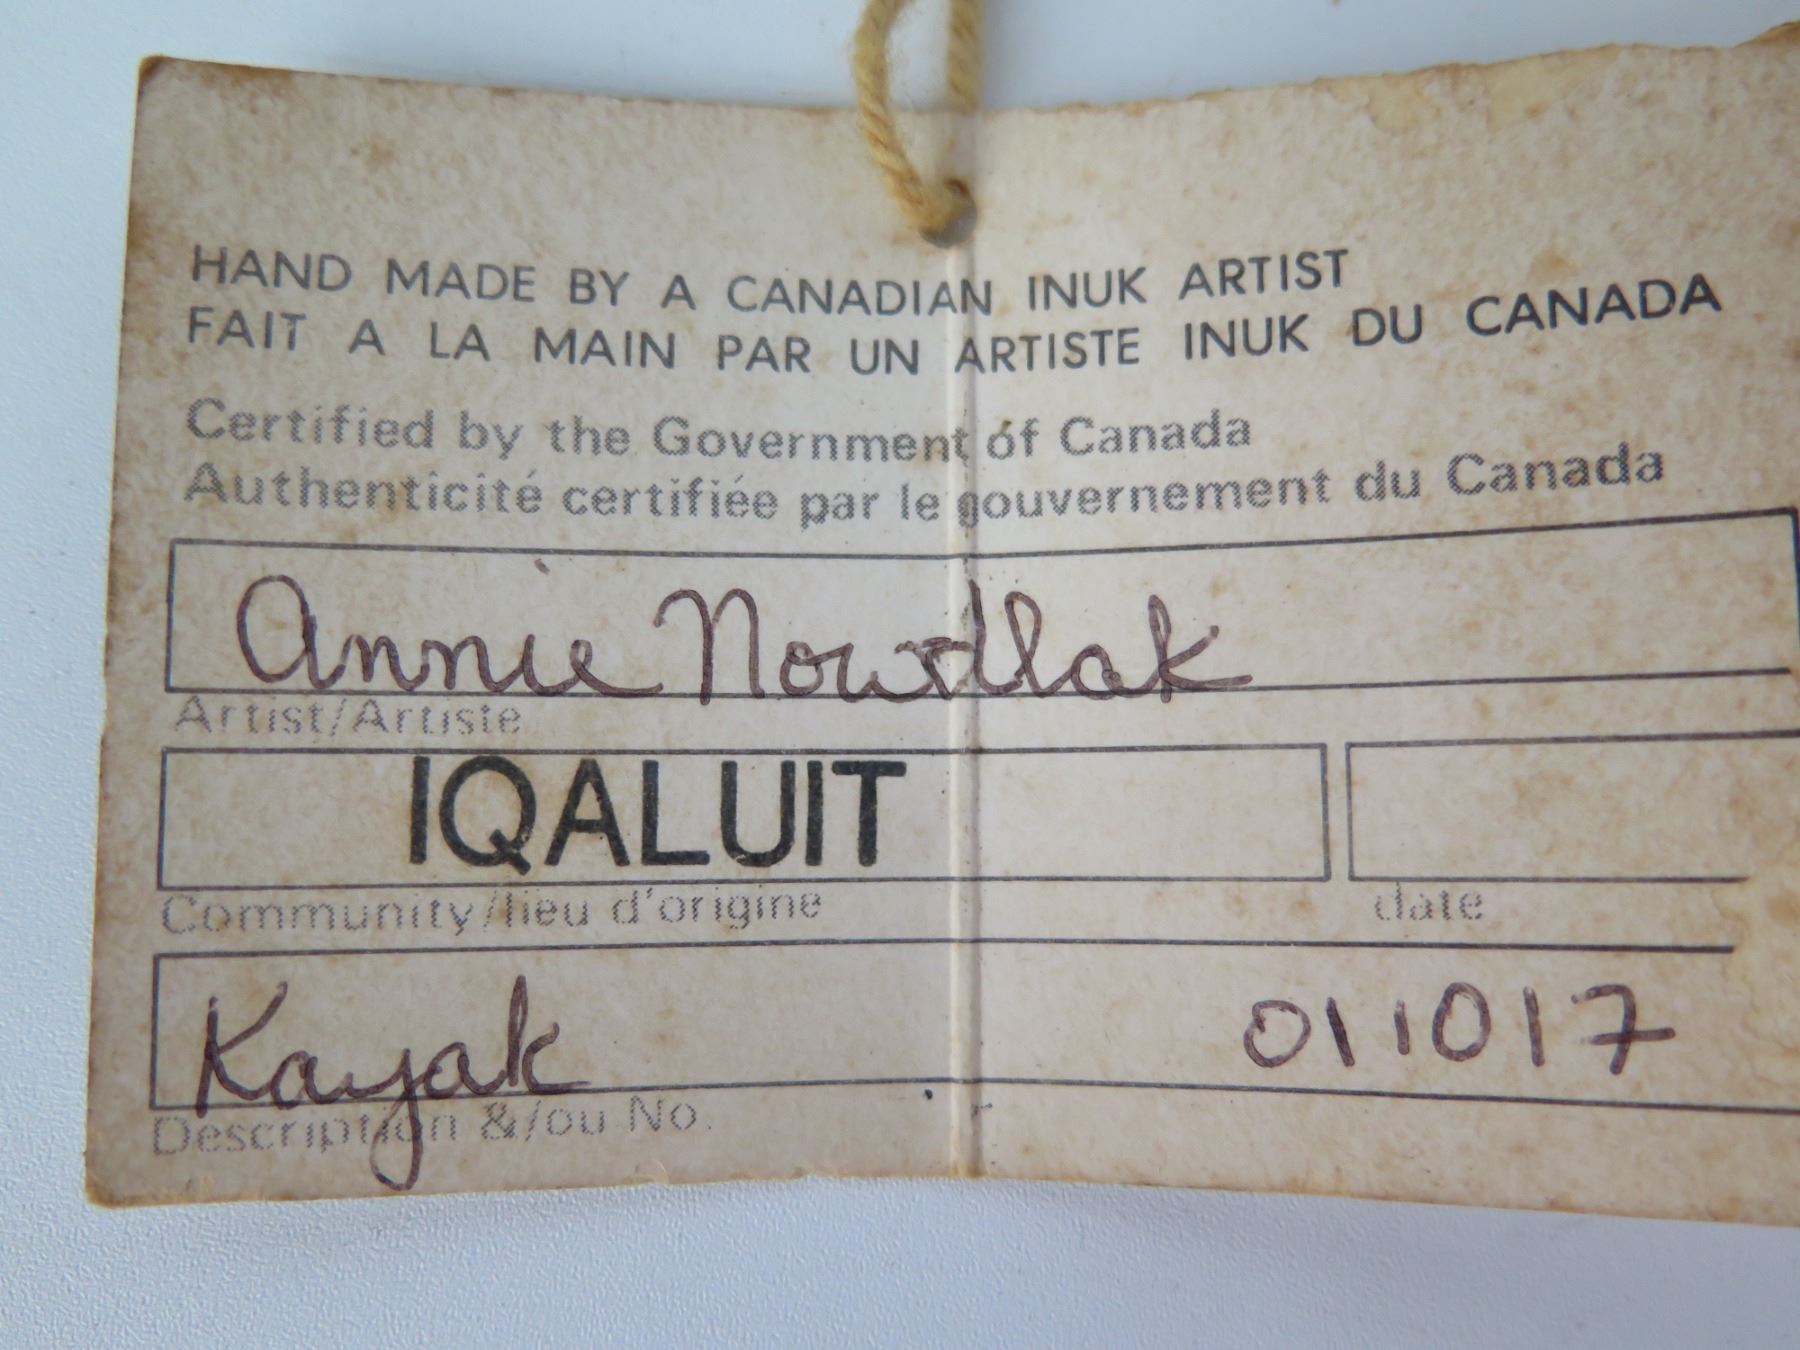 HAND MADE BY A CANADIAN INUK ARTIST
FAIT A LA MAIN PAR UN ARTISTE INUK DU CANADA
Certified by the Government of Canada
Authenticité certifiée par le gouvernement du Canada
Annie Nowdlak
Artist/Artiste
IQALUIT
Community/lieu d'origine
date
Kayak 011017
Description &/ou No.